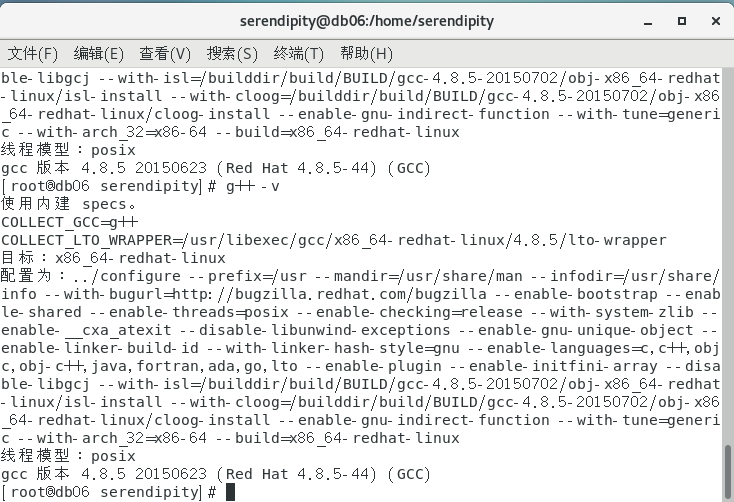 serendipity@db06:/home/serendipity
文件(F) 编辑(E) 查看(V) 搜索(S) 终端(T) 帮助(H)
ble-libgcj --with-isl=/builddir/build/BUILD/gcc-4.8.5-20150702/obj-x86_64-redhat
-linux/isl-install --with-cloog=/builddir/build/BUILD/gcc-4.8.5-20150702/obj-x86
_64-redhat-linux/cloog-install --enable-gnu-indirect-function --with-tune=generi
c --with-arch_32=x86-64 --build=x86_64-redhat-linux
线程模型：posix
gcc 版本 4.8.5 20150623 (Red Hat 4.8.5-44) (GCC)
[root@db06 serendipity]# g++ -v
使用内建 specs。
COLLECT_GCC=g++
COLLECT_LTO_WRAPPER=/usr/libexec/gcc/x86_64-redhat-linux/4.8.5/lto-wrapper
目标：x86_64-redhat-linux
配置为：../configure --prefix=/usr --mandir=/usr/share/man --infodir=/usr/share/
info --with-bugurl=http://bugzilla.redhat.com/bugzilla --enable-bootstrap --enab
le-shared --enable-threads=posix --enable-checking=release --with-system-zlib --
enable-__cxa_atexit --disable-libunwind-exceptions --enable-gnu-unique-object --
enable-linker-build-id --with-linker-hash-style=gnu --enable-languages=c,c++,obj
c,obj-c++,java,fortran,ada,go,lto --enable-plugin --enable-initfini-array --disa
ble-libgcj --with-isl=/builddir/build/BUILD/gcc-4.8.5-20150702/obj-x86_64-redhat
-linux/isl-install --with-cloog=/builddir/build/BUILD/gcc-4.8.5-20150702/obj-x86
_64-redhat-linux/cloog-install --enable-gnu-indirect-function --with-tune=generi
c --with-arch_32=x86-64 --build=x86_64-redhat-linux
线程模型：posix
gcc 版本 4.8.5 20150623 (Red Hat 4.8.5-44) (GCC)
[root@db06 serendipity]#